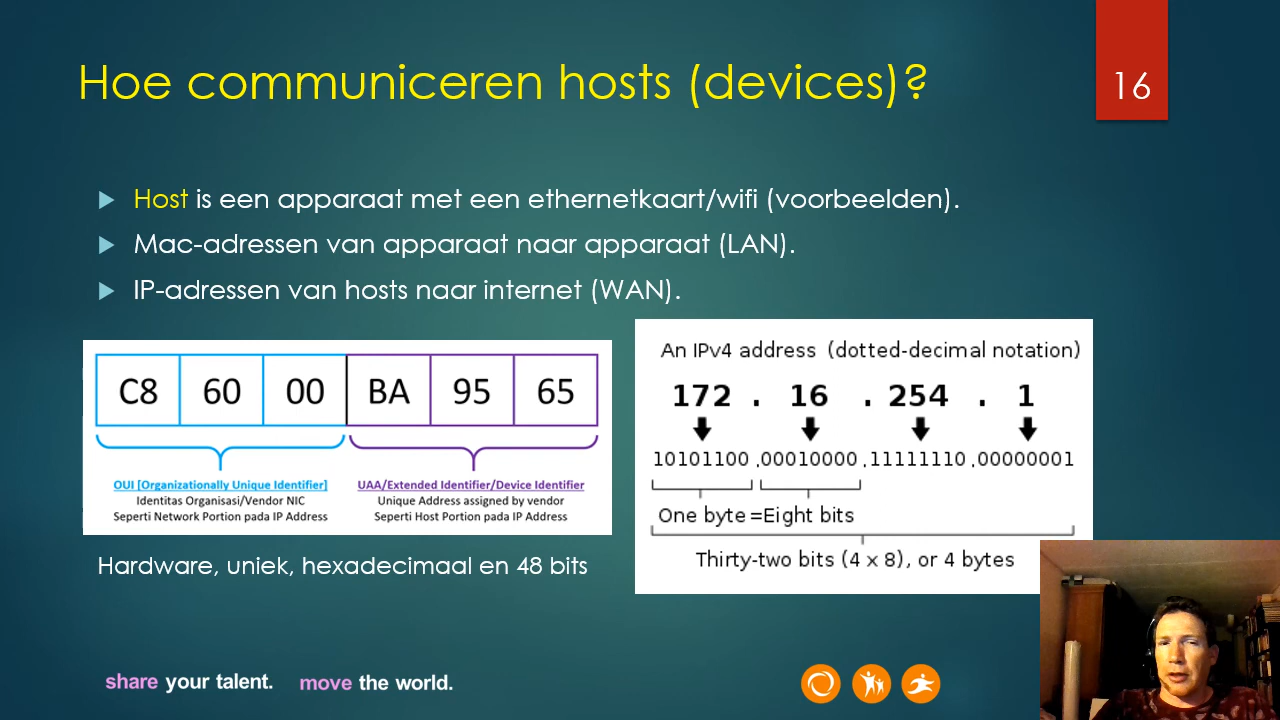 Hoe communiceren hosts (devices)?
16
Host is een apparaat met een ethernetkaart/wifi (voorbeelden).
Mac-adressen van apparaat naar apparaat (LAN).
IP-adressen van hosts naar internet (WAN).
C8 60 00 BA 95 65
OUI [Organizationally Unique Identifier]
Identitas Organisasi/Vendor NIC
Seperti Network Portion pada IP Address
UAA/Extended Identifier/Device Identifier
Unique Address assigned by vendor
Seperti Host Portion pada IP Address
Hardware, uniek, hexadecimaal en 48 bits
An IPv4 address (dotted-decimal notation)
172 . 16 . 254 . 1
10101100 .00010000 .11111110 .00000001
One byte =Eight bits
Thirty-two bits (4 x 8), or 4 bytes
share your talent. move the world.